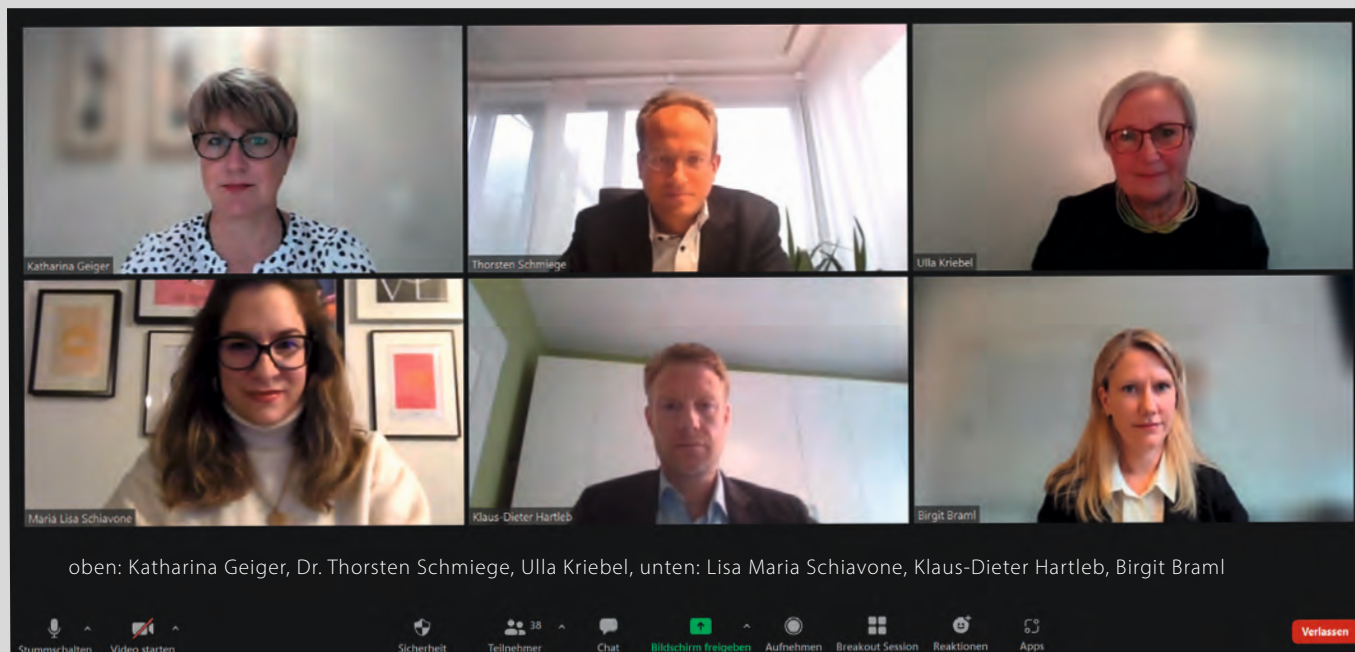 Katharina Geiger
Thorsten Schmiege
Ulla Kriebel
Maria Lisa Schiavone
Klaus-Dieter Hartleb
Birgit Braml
oben: Katharina Geiger, Dr. Thorsten Schmiege, Ulla Kriebel, unten: Lisa Maria Schiavone, Klaus-Dieter Hartleb, Birgit Braml
38
Stummschalten Video starten Sicherheit Teilnehmer Chat Bildschirm freigeben Aufnehmen Breakout Session Reaktionen Apps Verlassen